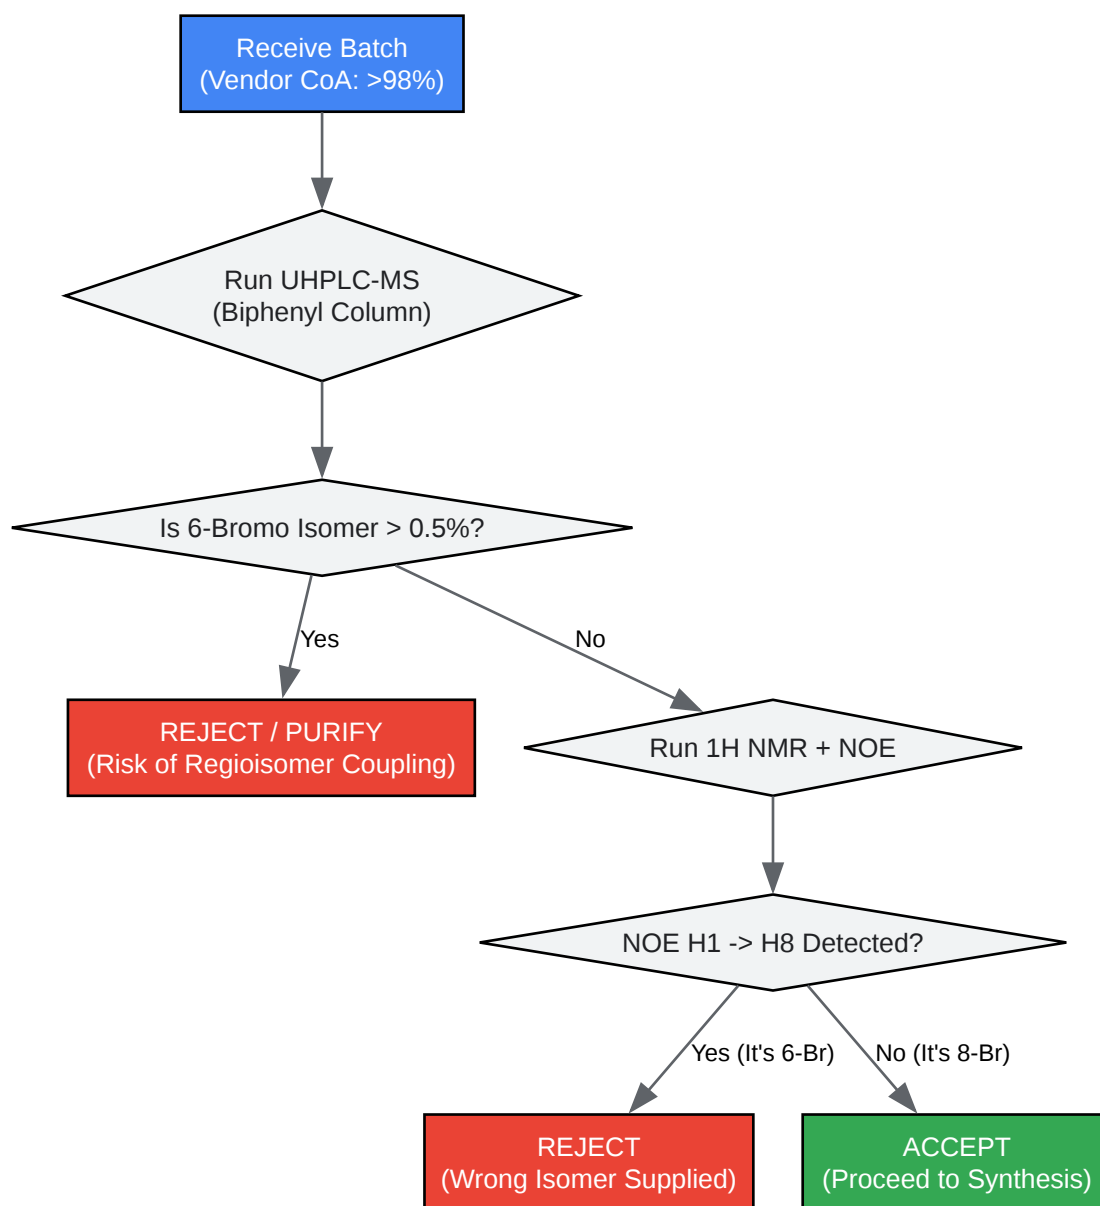 Receive Batch
(Vendor CoA: >98%)
Run UHPLC-MS
(Biphenyl Column)
Is 6-Bromo Isomer > 0.5%?
Yes
No
REJECT / PURIFY
(Risk of Regioisomer Coupling)
Run 1H NMR + NOE
NOE H1 -> H8 Detected?
Yes (It's 6-Br)
No (It's 8-Br)
REJECT
(Wrong Isomer Supplied)
ACCEPT
(Proceed to Synthesis)